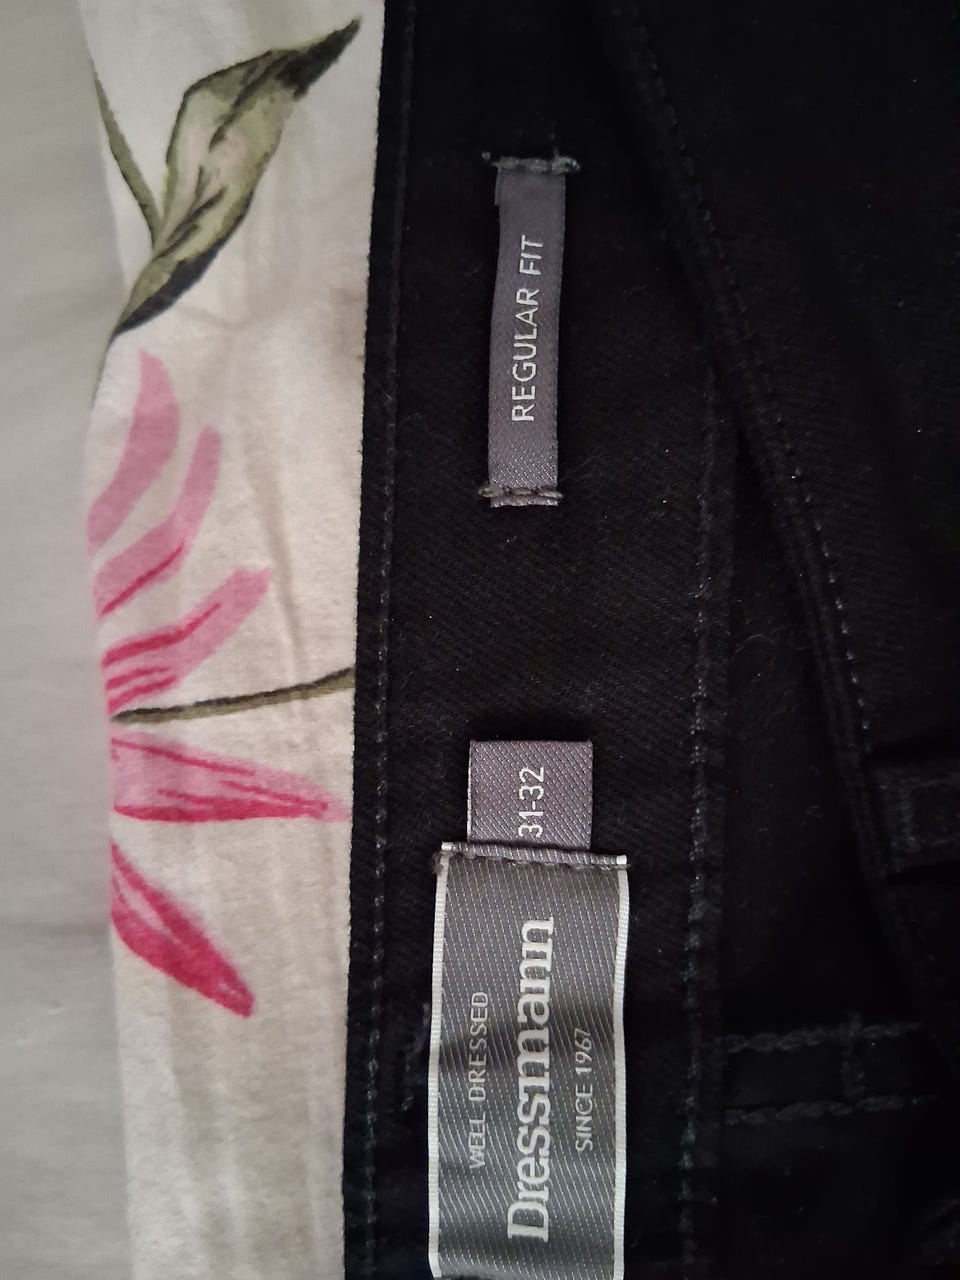 REGULAR FIT
31-32
WELL DRESSED
Dressmann
SINCE 1967